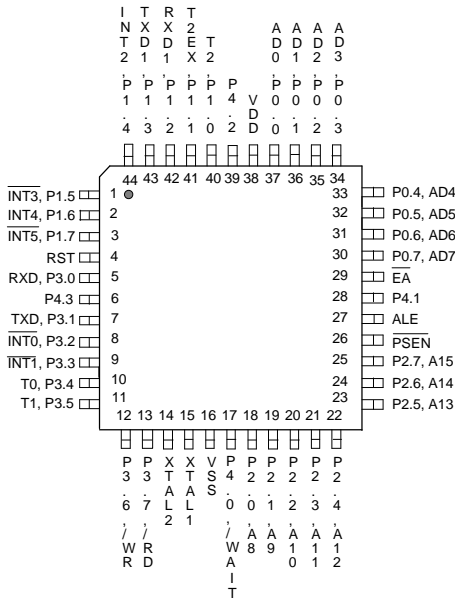 INT2, P1.4
TXD1, P1.3
RXD1, P1.2
T2EX, P1.1
T2, P1.0
P4.2
VDD
AD0, P0.0
AD1, P0.1
AD2, P0.2
AD3, P0.3
44 43 42 41 40 39 38 37 36 35 34
INT3, P1.5 1
INT4, P1.6 2
INT5, P1.7 3
RST 4
RXD, P3.0 5
P4.3 6
TXD, P3.1 7
INT0, P3.2 8
INT1, P3.3 9
T0, P3.4 10
T1, P3.5 11
33 P0.4, AD4
32 P0.5, AD5
31 P0.6, AD6
30 P0.7, AD7
29 EA
28 P4.1
27 ALE
26 PSEN
25 P2.7, A15
24 P2.6, A14
23 P2.5, A13
12 13 14 15 16 17 18 19 20 21 22
P3.6, /WR
P3.7, /RD
XTAL2
XTAL1
VSS
P4.0, /WAIT
P2.0, A8
P2.1, A9
P2.2, A10
P2.3, A11
P2.4, A12